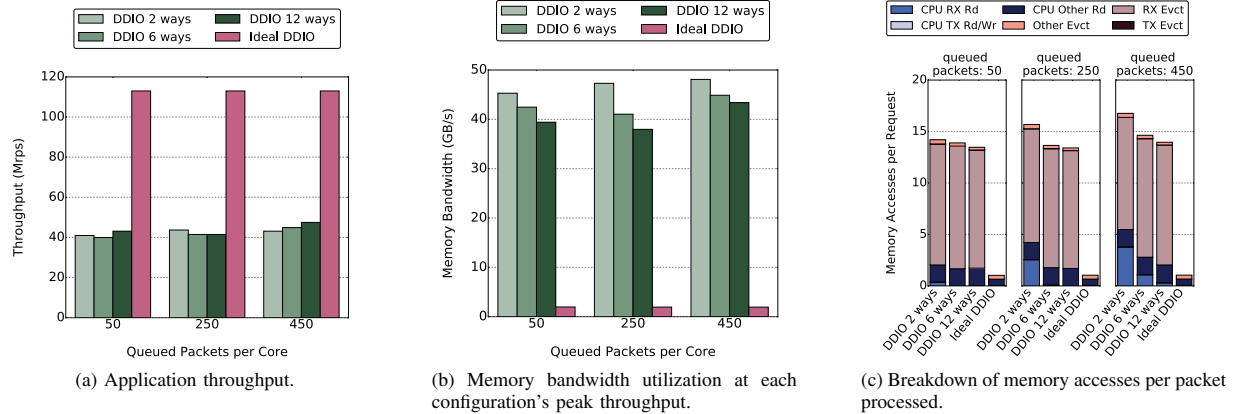 DDIO 2 ways
DDIO 12 ways
DDIO 6 ways
Ideal DDIO
Throughput (Mrps)
120
100
80
60
40
20
0
50
250
450
Queued Packets per Core
(a) Application throughput.
DDIO 2 ways
DDIO 12 ways
DDIO 6 ways
Ideal DDIO
Memory Bandwidth (GB/s)
50
40
30
20
10
0
50
250
450
Queued Packets per Core
(b) Memory bandwidth utilization at each
configuration's peak throughput.
CPU RX Rd
CPU Other Rd
RX Evct
CPU TX Rd/Wr
Other Evct
TX Evct
queued
packets: 50
queued
packets: 250
queued
packets: 450
Memory Accesses per Request
20
15
10
5
0
DDIO 2 ways
DDIO 6 ways
DDIO 12 ways
Ideal DDIO
DDIO 2 ways
DDIO 6 ways
DDIO 12 ways
Ideal DDIO
DDIO 2 ways
DDIO 6 ways
DDIO 12 ways
Ideal DDIO
(c) Breakdown of memory accesses per packet
processed.